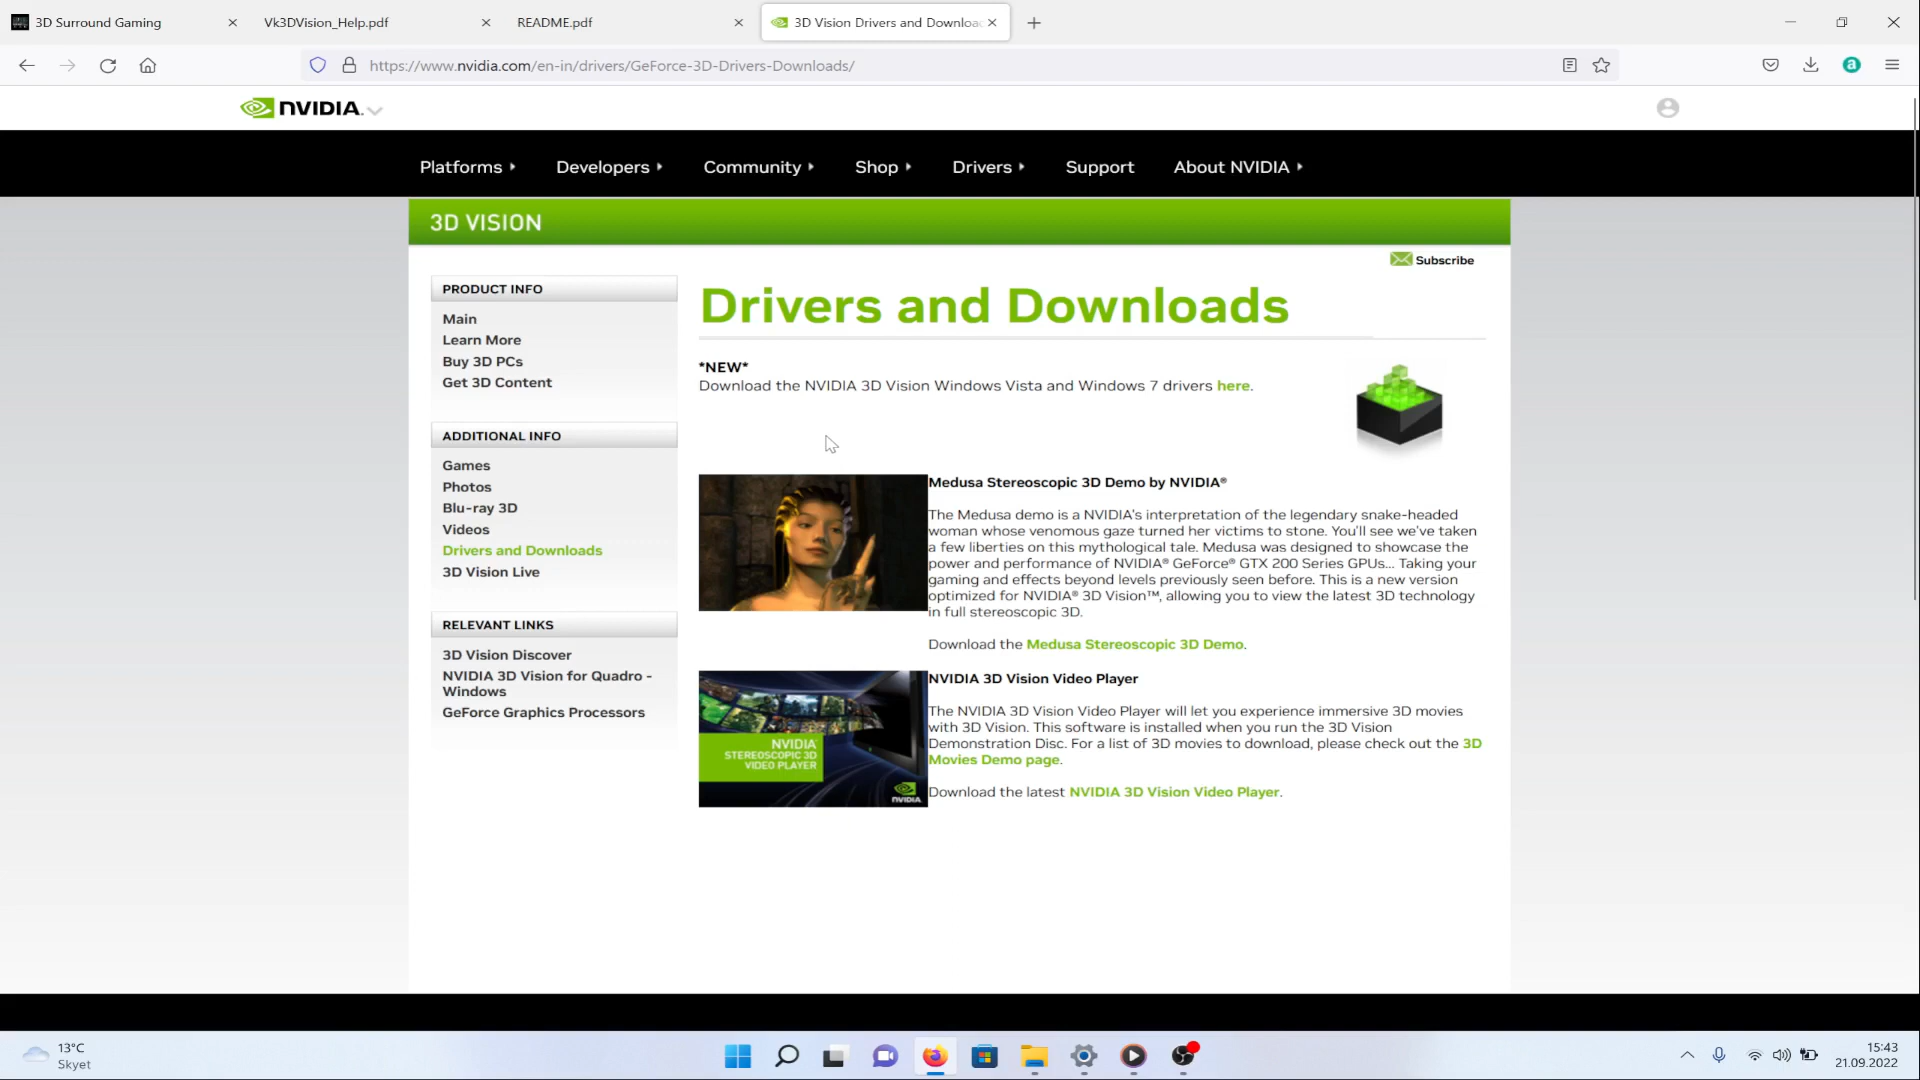 3D Surround Gaming
Vk3DVision_Help.pdf
README.pdf
3D Vision Drivers and Downloa
https://www.nvidia.com/en-in/drivers/GeForce-3D-Drivers-Downloads/
a
NVIDIA.
Platforms
Developers
Community
Shop
Drivers
Support
About NVIDIA
3D VISION
Subscribe
PRODUCT INFO
Main
Learn More
Buy 3D PCs
Get 3D Content
ADDITIONAL INFO
Games
Photos
Blu-ray 3D
Videos
Drivers and Downloads
3D Vision Live
RELEVANT LINKS
3D Vision Discover
NVIDIA 3D Vision for Quadro -
Windows
GeForce Graphics Processors
Drivers and Downloads
*NEW*
Download the NVIDIA 3D Vision Windows Vista and Windows 7 drivers here.
Medusa Stereoscopic 3D Demo by NVIDIA®
The Medusa demo is a NVIDIA's interpretation of the legendary snake-headed
woman whose venomous gaze turned her victims to stone. You'll see we've taken
a few liberties on this mythological tale. Medusa was designed to showcase the
power and performance of NVIDIA® GeForce® GTX 200 Series GPUs... Taking your
gaming and effects beyond levels previously seen before. This is a new version
optimized for NVIDIA® 3D Vision™, allowing you to view the latest 3D technology
in full stereoscopic 3D.
Download the Medusa Stereoscopic 3D Demo.
NVIDIA
STEREOSCOPIC 3D
VIDEO PLAYER
NVIDIA.
NVIDIA 3D Vision Video Player
The NVIDIA 3D Vision Video Player will let you experience immersive 3D movies
with 3D Vision. This software is installed when you run the 3D Vision
Demonstration Disc. For a list of 3D movies to download, please check out the 3D
Movies Demo page.
Download the latest NVIDIA 3D Vision Video Player.
13°C
Skyet
15:43
21.09.2022